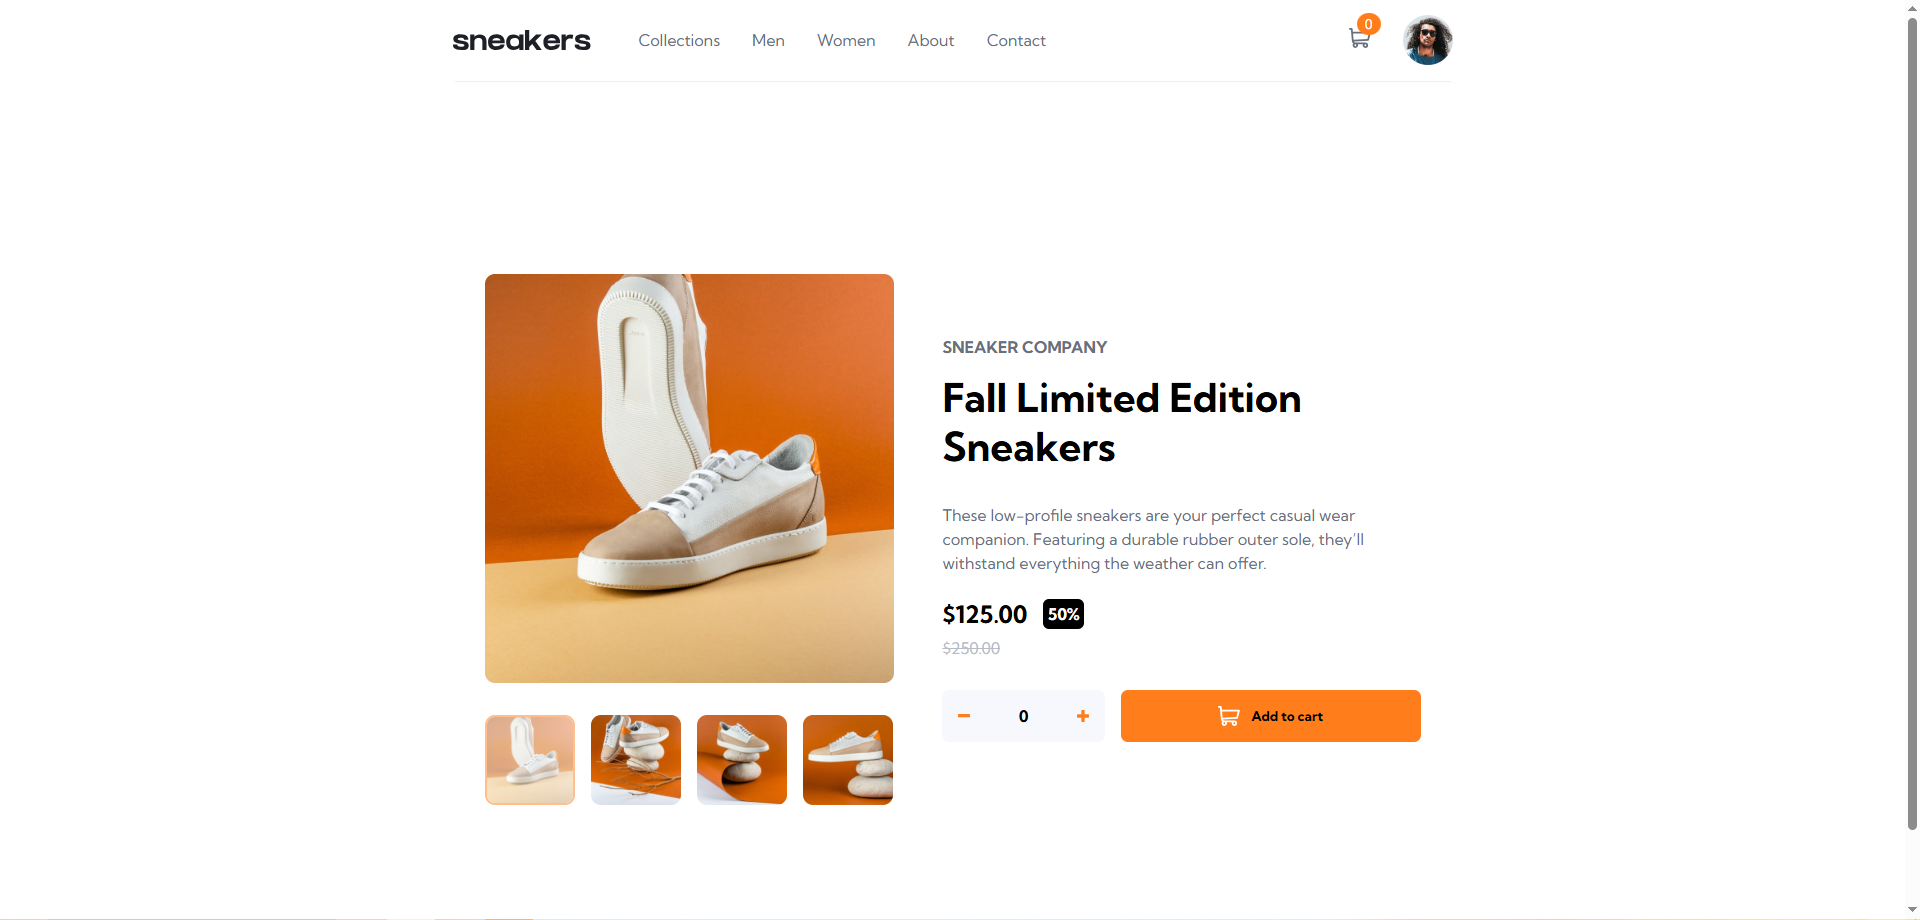 sneakers
Collections
Men
Women
About
Contact
0
SNEAKER COMPANY
Fall Limited Edition
Sneakers
These low-profile sneakers are your perfect casual wear
companion. Featuring a durable rubber outer sole, they’ll
withstand everything the weather can offer.
$125.00 50%
$250.00
0
Add to cart